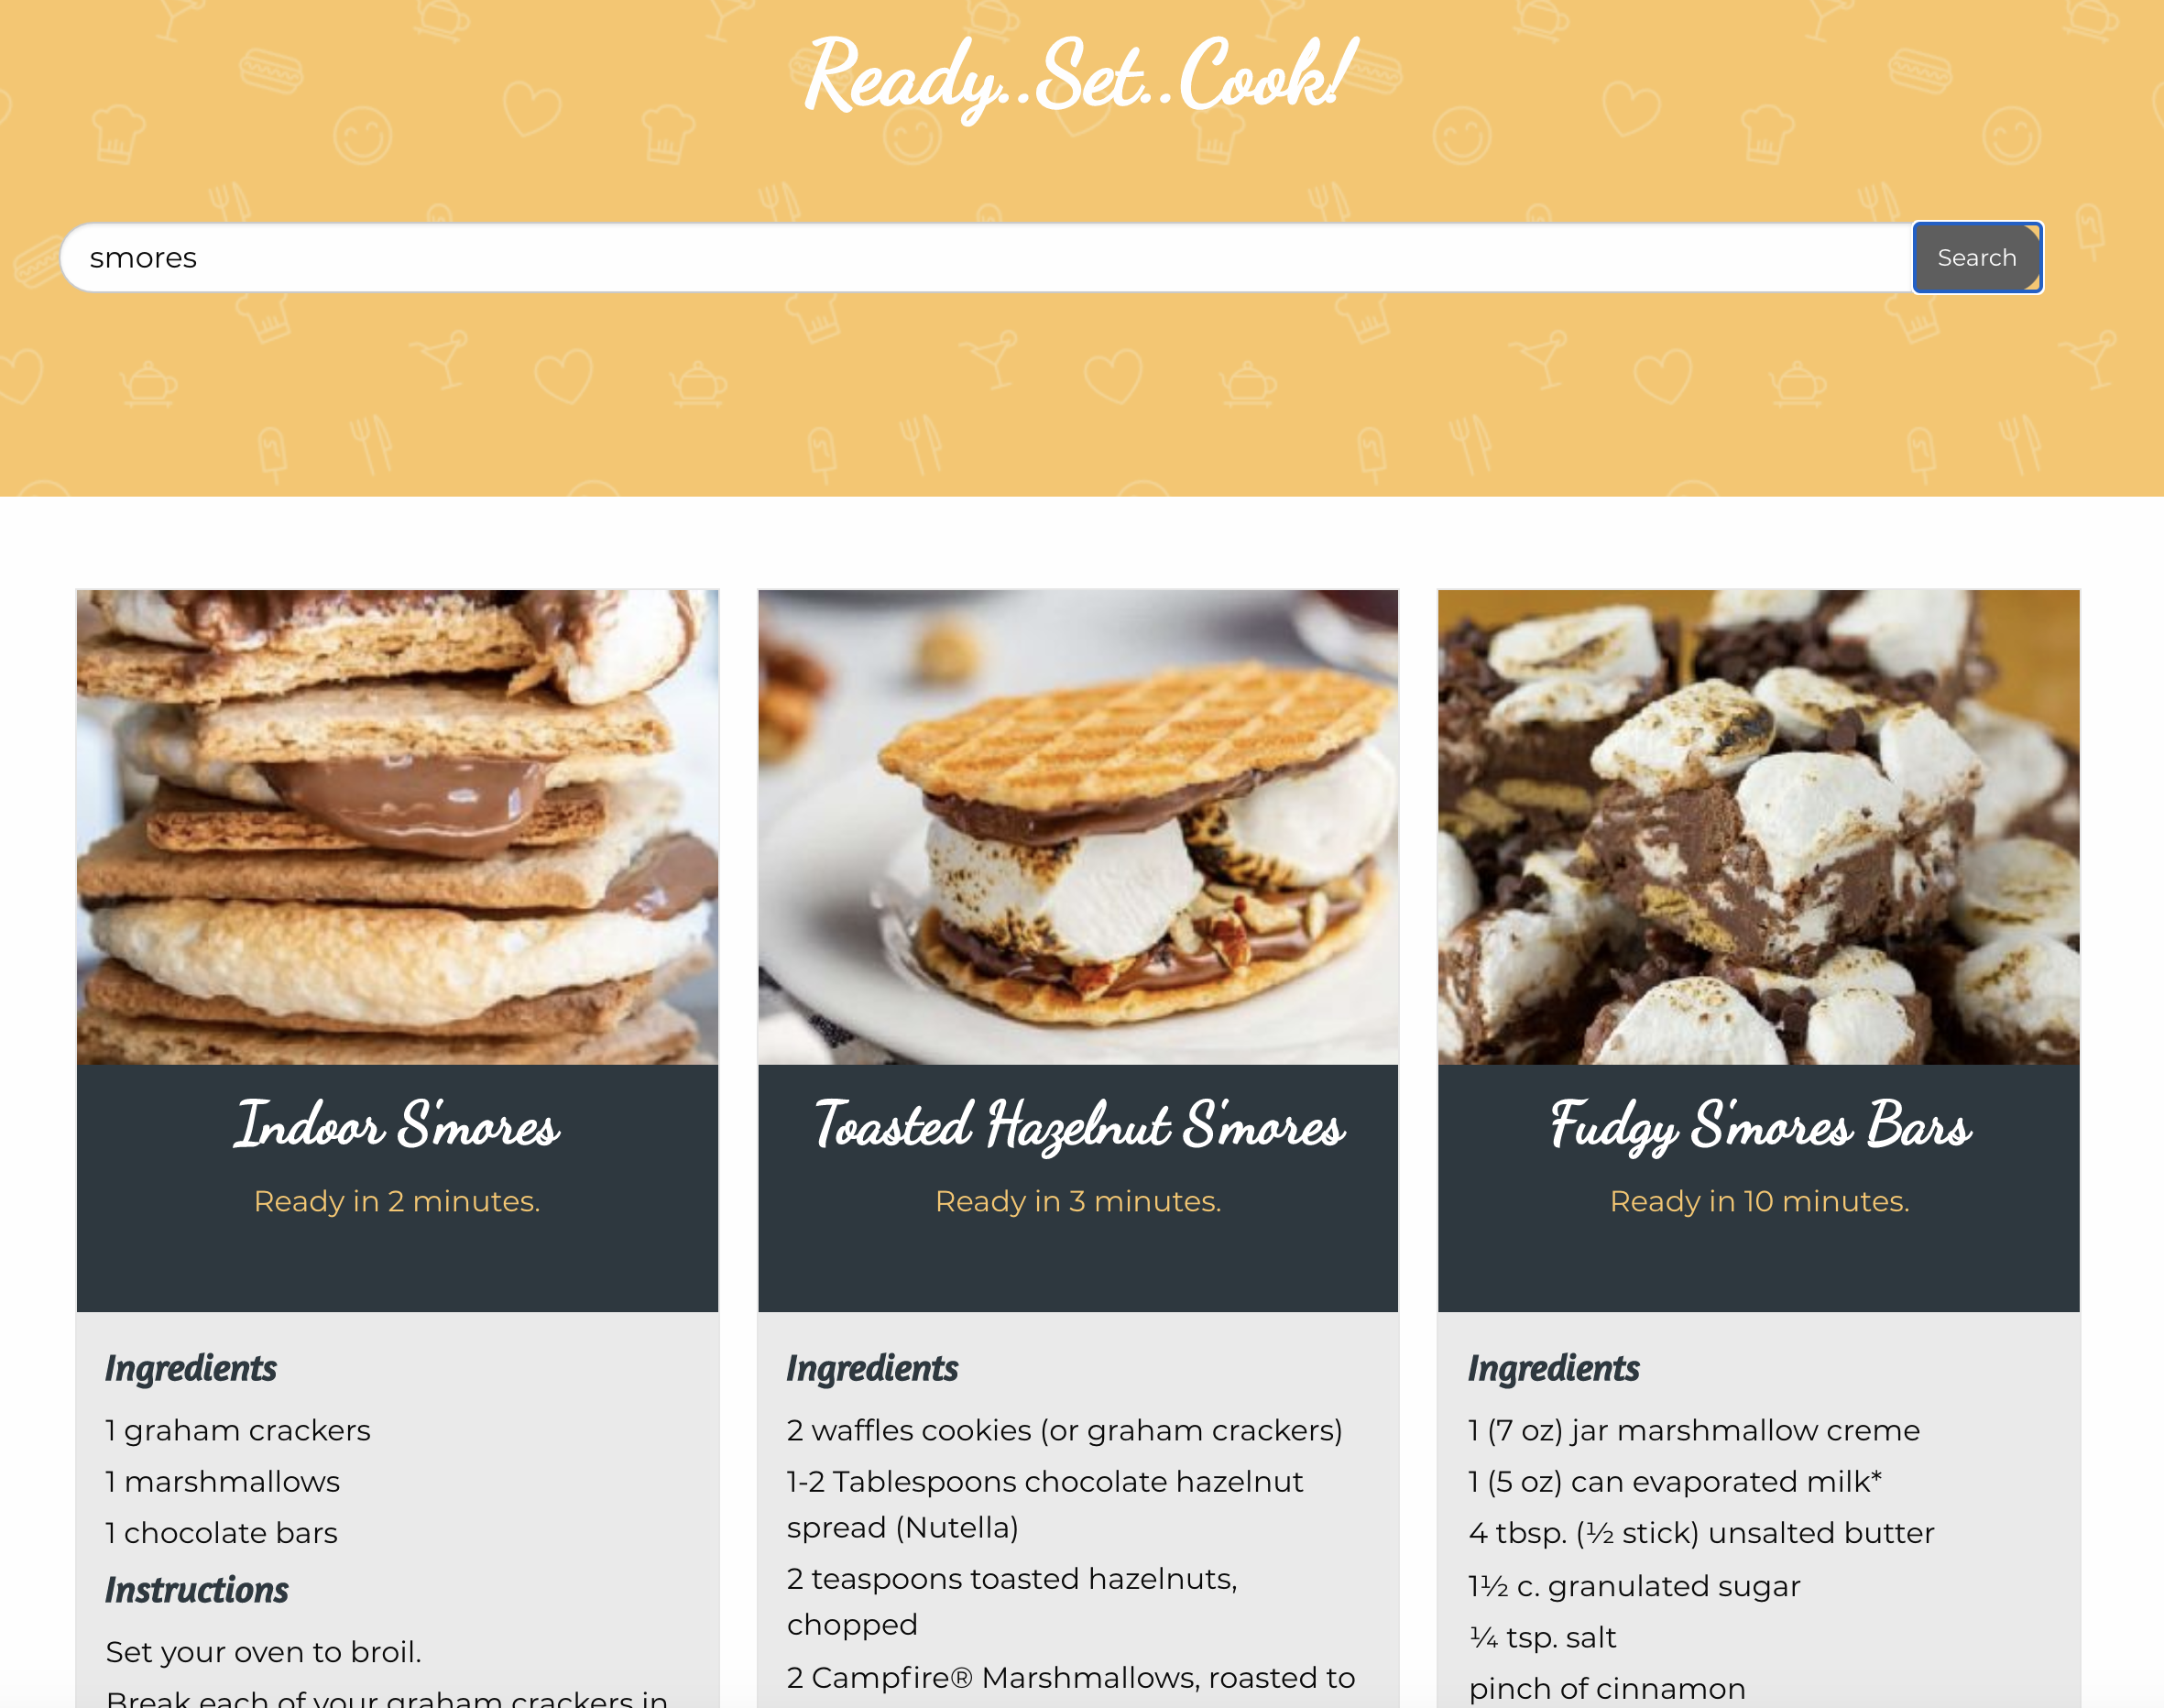 Ready..Set..Cook!
smores
Search
Indoor S'mores
Ready in 2 minutes.
Ingredients
1 graham crackers
1 marshmallows
1 chocolate bars
Instructions
Set your oven to broil.
Break each of your graham crackers in
Toasted Hazelnut S'mores
Ready in 3 minutes.
Ingredients
2 waffles cookies (or graham crackers)
1-2 Tablespoons chocolate hazelnut
spread (Nutella)
2 teaspoons toasted hazelnuts,
chopped
2 Campfire® Marshmallows, roasted to
Fudgy S'mores Bars
Ready in 10 minutes.
Ingredients
1 (7 oz) jar marshmallow creme
1 (5 oz) can evaporated milk*
4 tbsp. (½ stick) unsalted butter
1½ c. granulated sugar
¼ tsp. salt
pinch of cinnamon